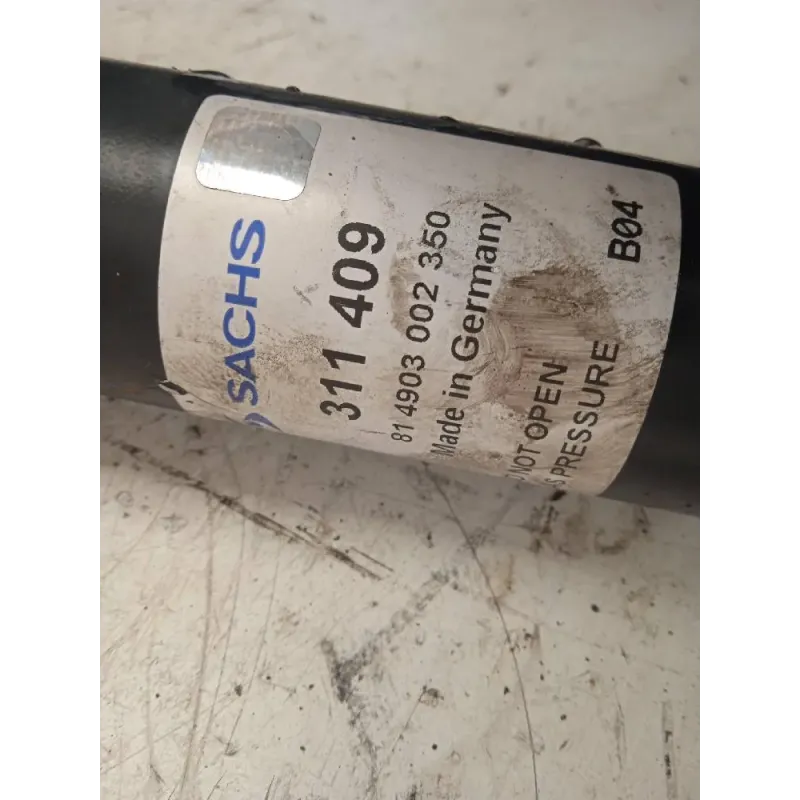 SACHS
311 409
81 4903 002 350
Made in Germany
NOT OPEN
PRESSURE
B04